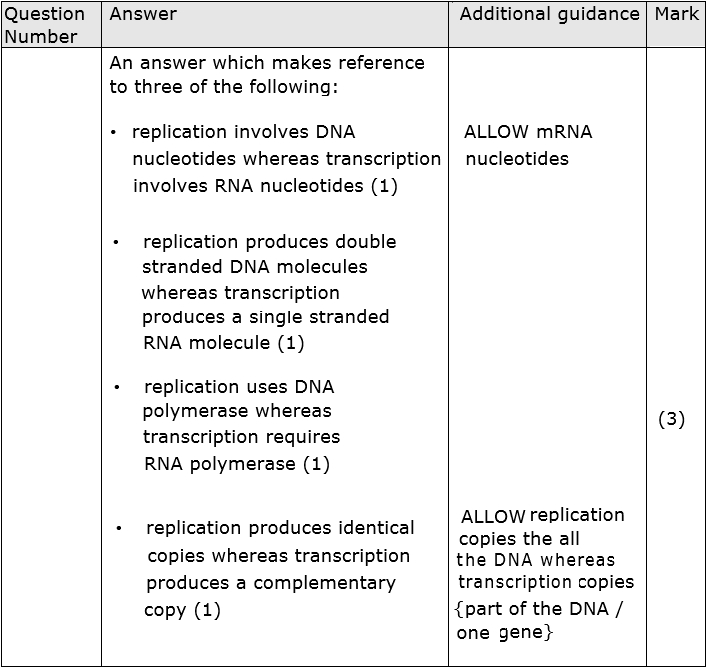 Question Number
Answer
Additional guidance
Mark
An answer which makes reference
to three of the following:
• replication involves DNA
nucleotides whereas transcription
involves RNA nucleotides (1)
ALLOW mRNA
nucleotides
• replication produces double
stranded DNA molecules
whereas transcription
produces a single stranded
RNA molecule (1)
• replication uses DNA
polymerase whereas
transcription requires
RNA polymerase (1)
(3)
• replication produces identical
copies whereas transcription
produces a complementary
copy (1)
ALLOW replication
copies the all
the DNA whereas
transcription copies
{part of the DNA /
one gene}